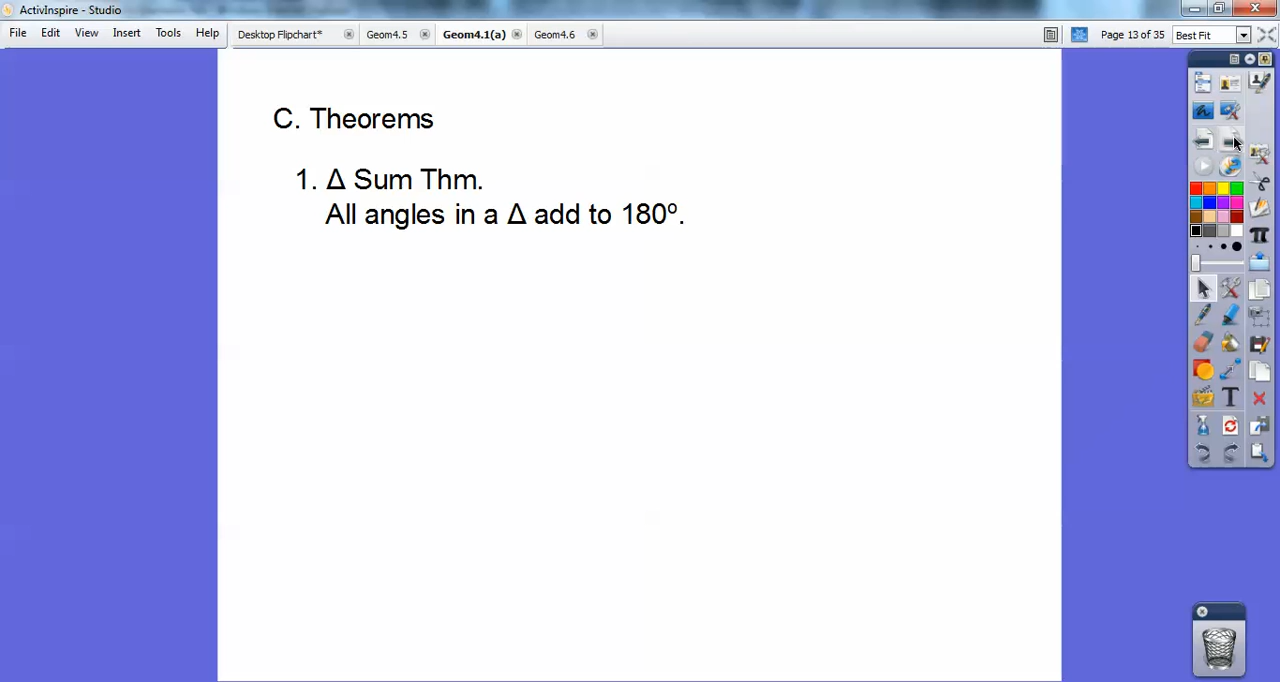 ActivInspire - Studio
File Edit View Insert Tools Help
Desktop Flipchart* Geom4.5 Geom4.1(a) Geom4.6
Page 13 of 35 Best Fit
C. Theorems
1. Δ Sum Thm.
All angles in a Δ add to 180º.